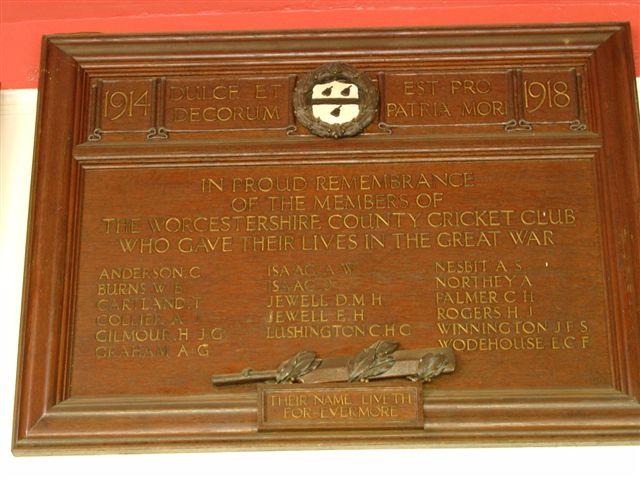 1914
DULCE ET
DECORUM
EST PRO
PATRIA MORI
1918
IN PROUD REMEMBRANCE
OF THE MEMBERS OF
THE WORCESTERSHIRE COUNTY CRICKET CLUB
WHO GAVE THEIR LIVES IN THE GREAT WAR
ANDERSON. C.
BURNS W. B.
CARTLAND. T
COLLIER. A.
GILMOUR. H. J. G
GRAHAM. A. G
ISAAC. A. W.
ISAAC.
JEWELL D. M. H
JEWELL E. H
LUSHINGTON C. H. G
NESBIT A. S.
NORTHEY A
PALMER C. H
ROGERS H. J
WINNINGTON J. F. S
WODEHOUSE E. C. F
THEIR NAME LIVETH
FOR-EVERMORE